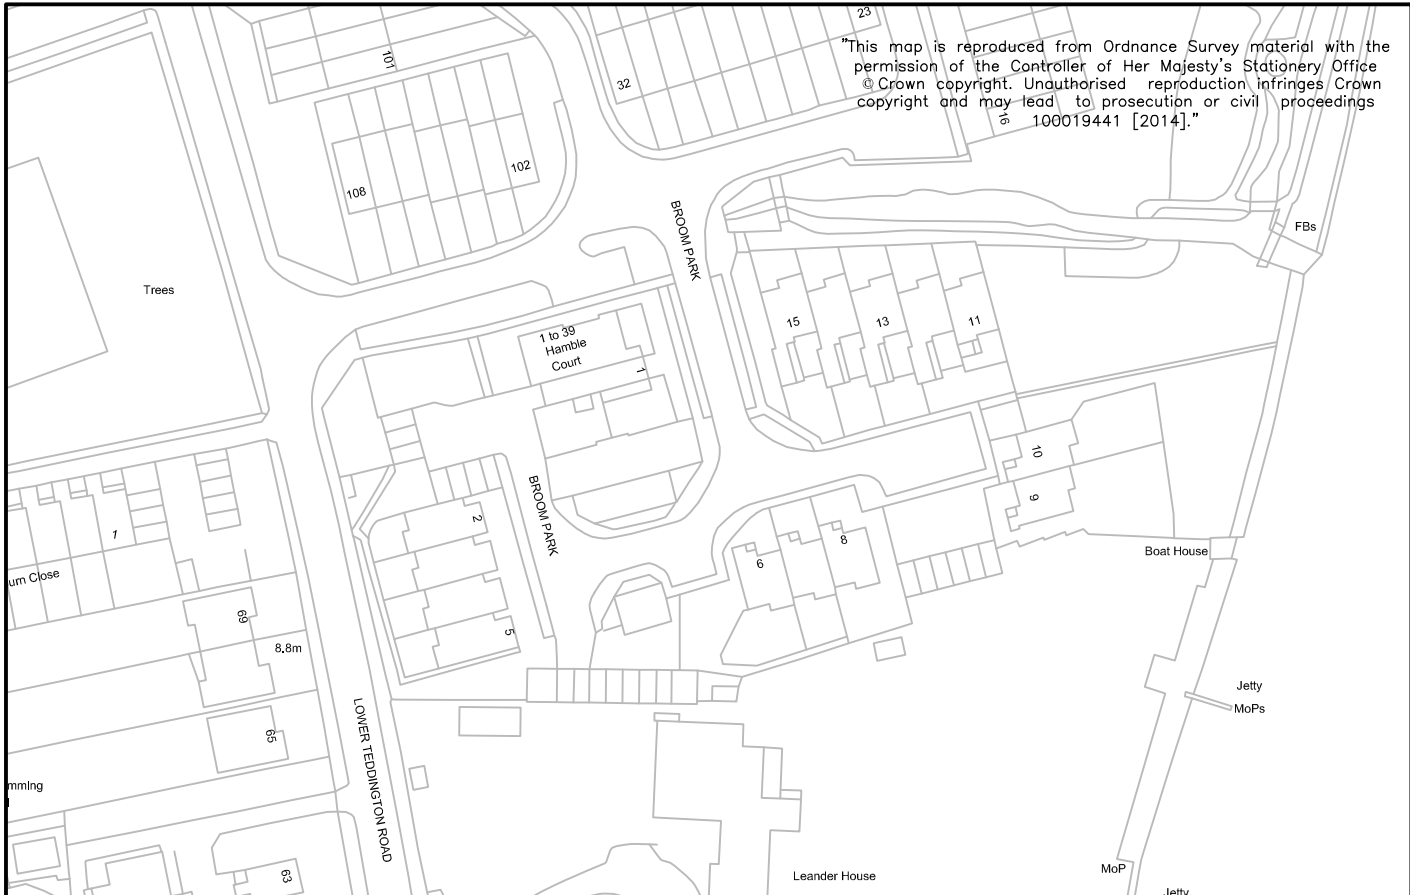 23
"This map is reproduced from Ordnance Survey material with the
permission of the Controller of Her Majesty's Stationery Office
© Crown copyright. Unauthorised reproduction infringes Crown
copyright and may lead to prosecution or civil proceedings
100019441 [2014]."
101
32
16
102
108
BROOM PARK
FBs
Trees
15
13
11
1 to 39
Hamble
Court
1
10
9
BROOM PARK
2
1
8
6
Boat House
um Close
69
5
8.8m
Jetty
MoPs
LOWER TEDDINGTON ROAD
65
mming
l
MoP
63
Leander House
Jetty